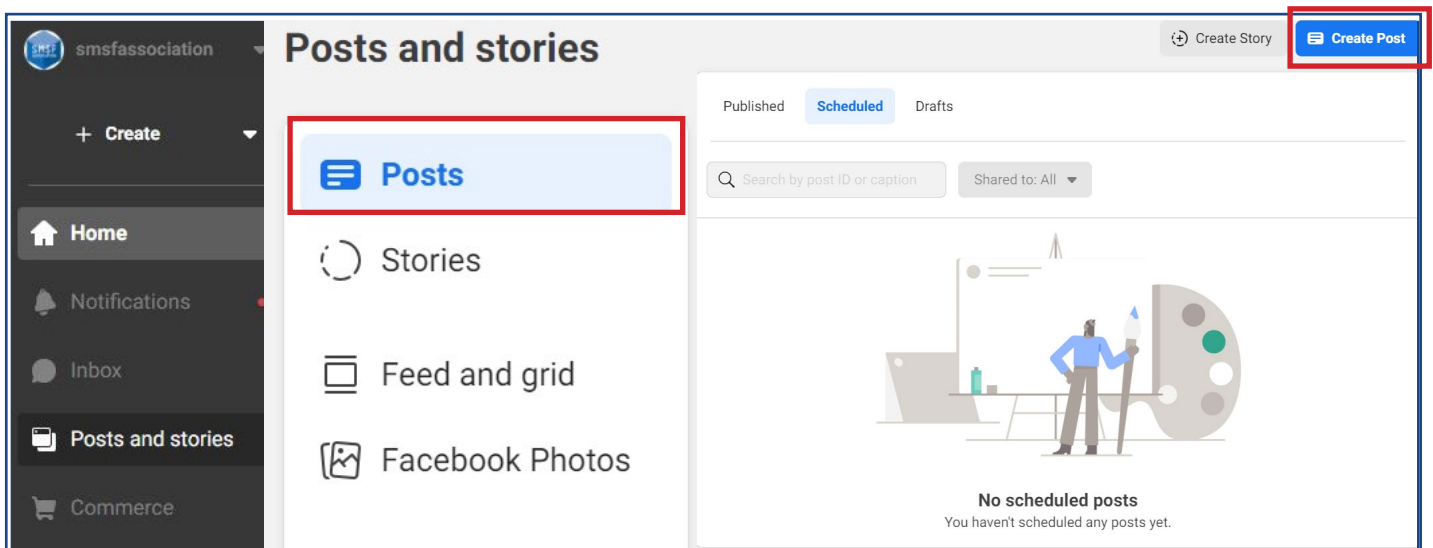 SMSF
smsfassociation
+ Create
Home
Notifications
Inbox
Posts and stories
Commerce
Posts and stories
Posts
Stories
Feed and grid
Facebook Photos
Create Story
Create Post
Published Scheduled Drafts
Search by post ID or caption
Shared to: All
No scheduled posts
You haven't scheduled any posts yet.